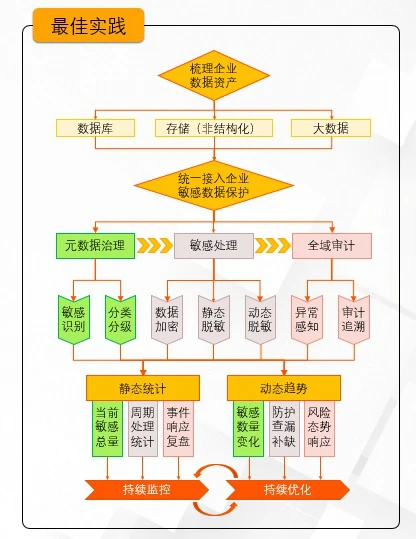 最佳实践
梳理企业
数据资产
数据库
存储（非结构化）
大数据
统一接入企业
敏感数据保护
元数据治理
敏感处理
全域审计
敏感
识别
分类
分级
数据
加密
静态
脱敏
动态
脱敏
异常
感知
审计
追溯
静态统计
动态趋势
当前
敏感
总量
周期
处理
统计
事件
响应
复盘
敏感
数量
变化
防护
查漏
补缺
风险
态势
响应
持续监控
持续优化